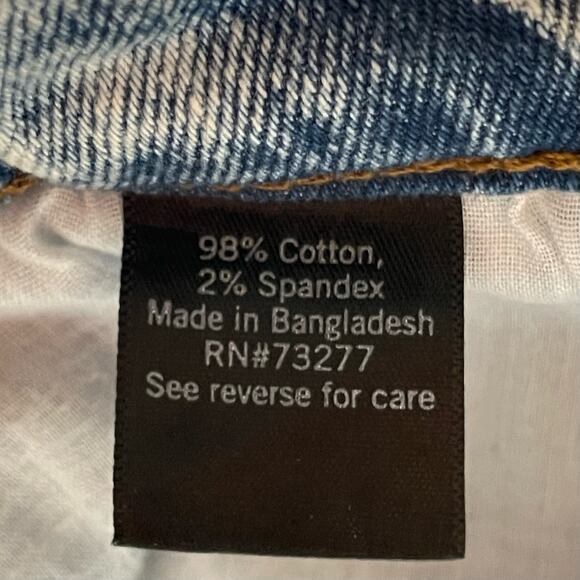 98% Cotton,
2% Spandex
Made in Bangladesh
RN#73277
See reverse for care